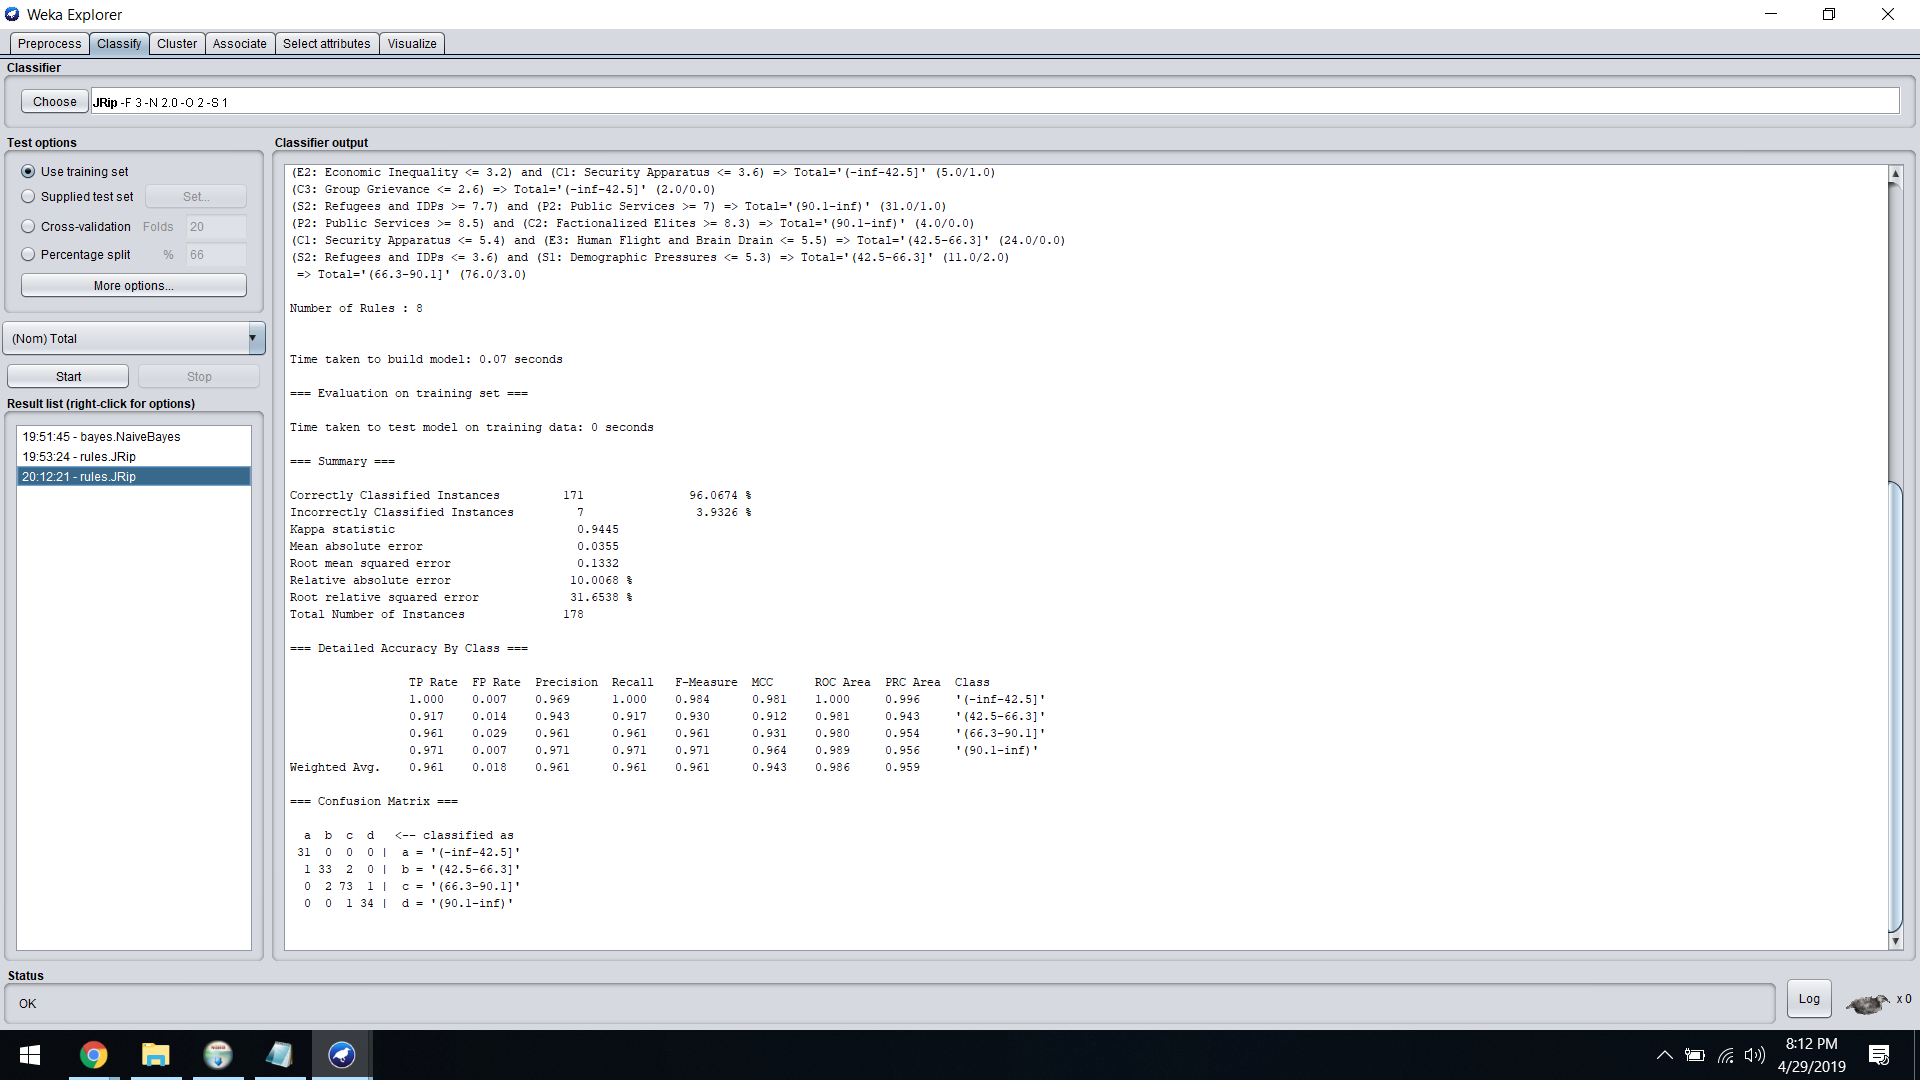 Weka Explorer
Preprocess Classify Cluster Associate Select attributes Visualize
Classifier
Choose JRip -F 3 -N 2.0 -O 2 -S 1
Test options
Use training set
Supplied test set Set...
Cross-validation Folds 20
Percentage split % 66
More options...
(Nom) Total
Start Stop
Result list (right-click for options)
19:51:45 - bayes.NaiveBayes
19:53:24 - rules.JRip
20:12:21 - rules.JRip
Classifier output
(E2: Economic Inequality <= 3.2) and (C1: Security Apparatus <= 3.6) => Total='(-inf-42.5]' (5.0/1.0)
(C3: Group Grievance <= 2.6) => Total='(-inf-42.5]' (2.0/0.0)
(S2: Refugees and IDPs >= 7.7) and (P2: Public Services >= 7) => Total='(90.1-inf)' (31.0/1.0)
(P2: Public Services >= 8.5) and (C2: Factionalized Elites >= 8.3) => Total='(90.1-inf)' (4.0/0.0)
(C1: Security Apparatus <= 5.4) and (E3: Human Flight and Brain Drain <= 5.5) => Total='(42.5-66.3]' (24.0/0.0)
(S2: Refugees and IDPs <= 3.6) and (S1: Demographic Pressures <= 5.3) => Total='(42.5-66.3]' (11.0/2.0)
=> Total='(66.3-90.1]' (76.0/3.0)
Number of Rules : 8
Time taken to build model: 0.07 seconds
=== Evaluation on training set ===
Time taken to test model on training data: 0 seconds
=== Summary ===
Correctly Classified Instances 171 96.0674 %
Incorrectly Classified Instances 7 3.9326 %
Kappa statistic 0.9445
Mean absolute error 0.0355
Root mean squared error 0.1332
Relative absolute error 10.0068 %
Root relative squared error 31.6538 %
Total Number of Instances 178
=== Detailed Accuracy By Class ===
TP Rate FP Rate Precision Recall F-Measure MCC ROC Area PRC Area Class
1.000 0.007 0.969 1.000 0.984 0.981 1.000 0.996 '(-inf-42.5]'
0.917 0.014 0.943 0.917 0.930 0.912 0.981 0.943 '(42.5-66.3]'
0.961 0.029 0.961 0.961 0.961 0.931 0.980 0.954 '(66.3-90.1]'
0.971 0.007 0.971 0.971 0.971 0.964 0.989 0.956 '(90.1-inf)'
Weighted Avg. 0.961 0.018 0.961 0.961 0.961 0.943 0.986 0.959
=== Confusion Matrix ===
a b c d <-- classified as
31 0 0 0 | a = '(-inf-42.5]'
1 33 2 0 | b = '(42.5-66.3]'
0 2 73 1 | c = '(66.3-90.1]'
0 0 1 34 | d = '(90.1-inf)'
Status
OK
Log x 0
8:12 PM
4/29/2019